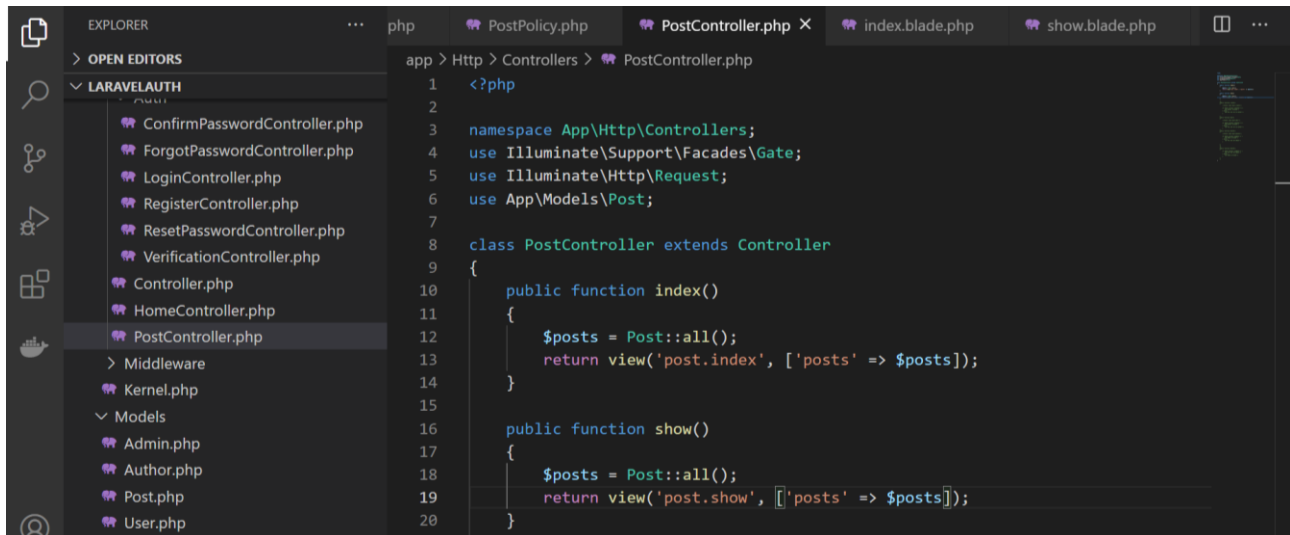 EXPLORER
OPEN EDITORS
LARAVELAUTH
Auth
ConfirmPasswordController.php
ForgotPasswordController.php
LoginController.php
RegisterController.php
ResetPasswordController.php
VerificationController.php
Controller.php
HomeController.php
PostController.php
Middleware
Kernel.php
Models
Admin.php
Author.php
Post.php
User.php
php PostPolicy.php PostController.php index.blade.php show.blade.php
app > Http > Controllers > PostController.php
1 <?php
2
3 namespace App\Http\Controllers;
4 use Illuminate\Support\Facades\Gate;
5 use Illuminate\Http\Request;
6 use App\Models\Post;
7
8 class PostController extends Controller
9 {
10 public function index()
11 {
12 $posts = Post::all();
13 return view('post.index', ['posts' => $posts]);
14 }
15
16 public function show()
17 {
18 $posts = Post::all();
19 return view('post.show', ['posts' => $posts]);
20 }